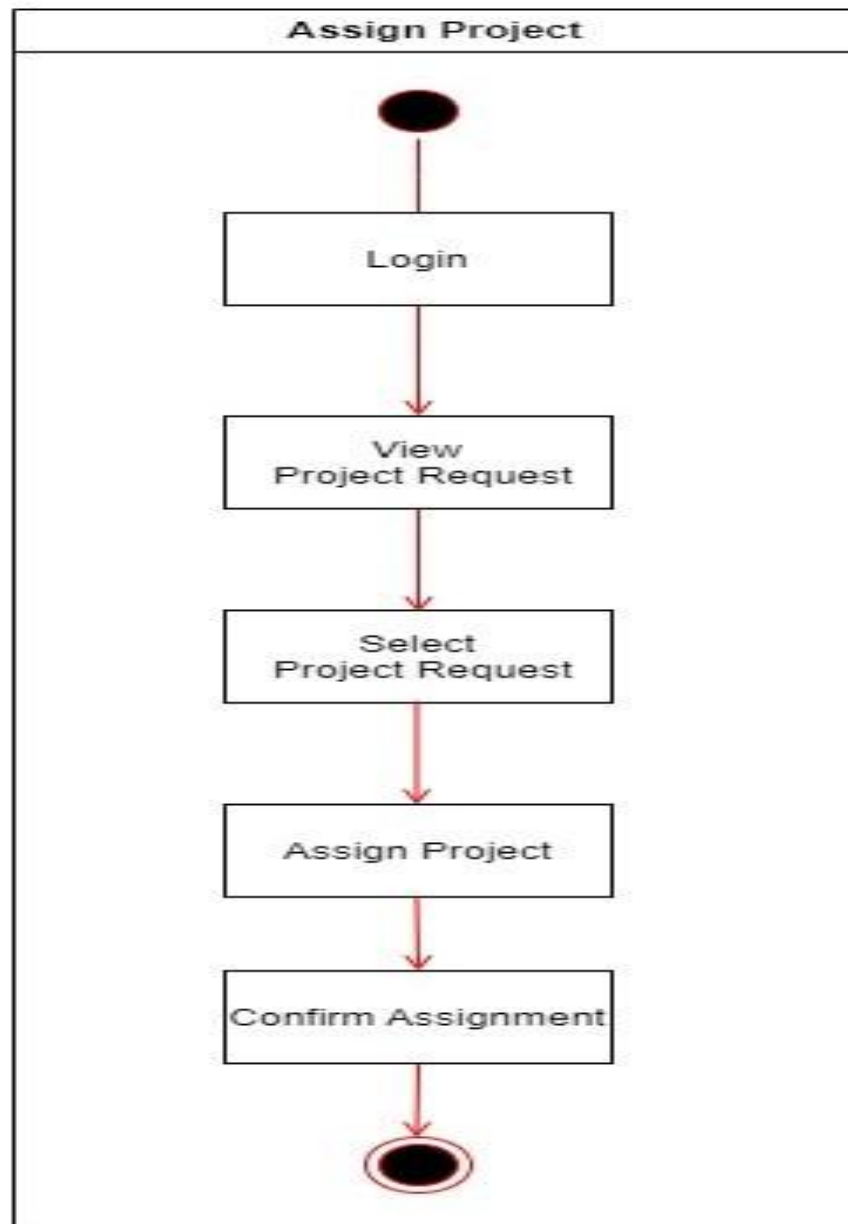 Assign Project
Login
View
Project Request
Select
Project Request
Assign Project
Confirm Assignment